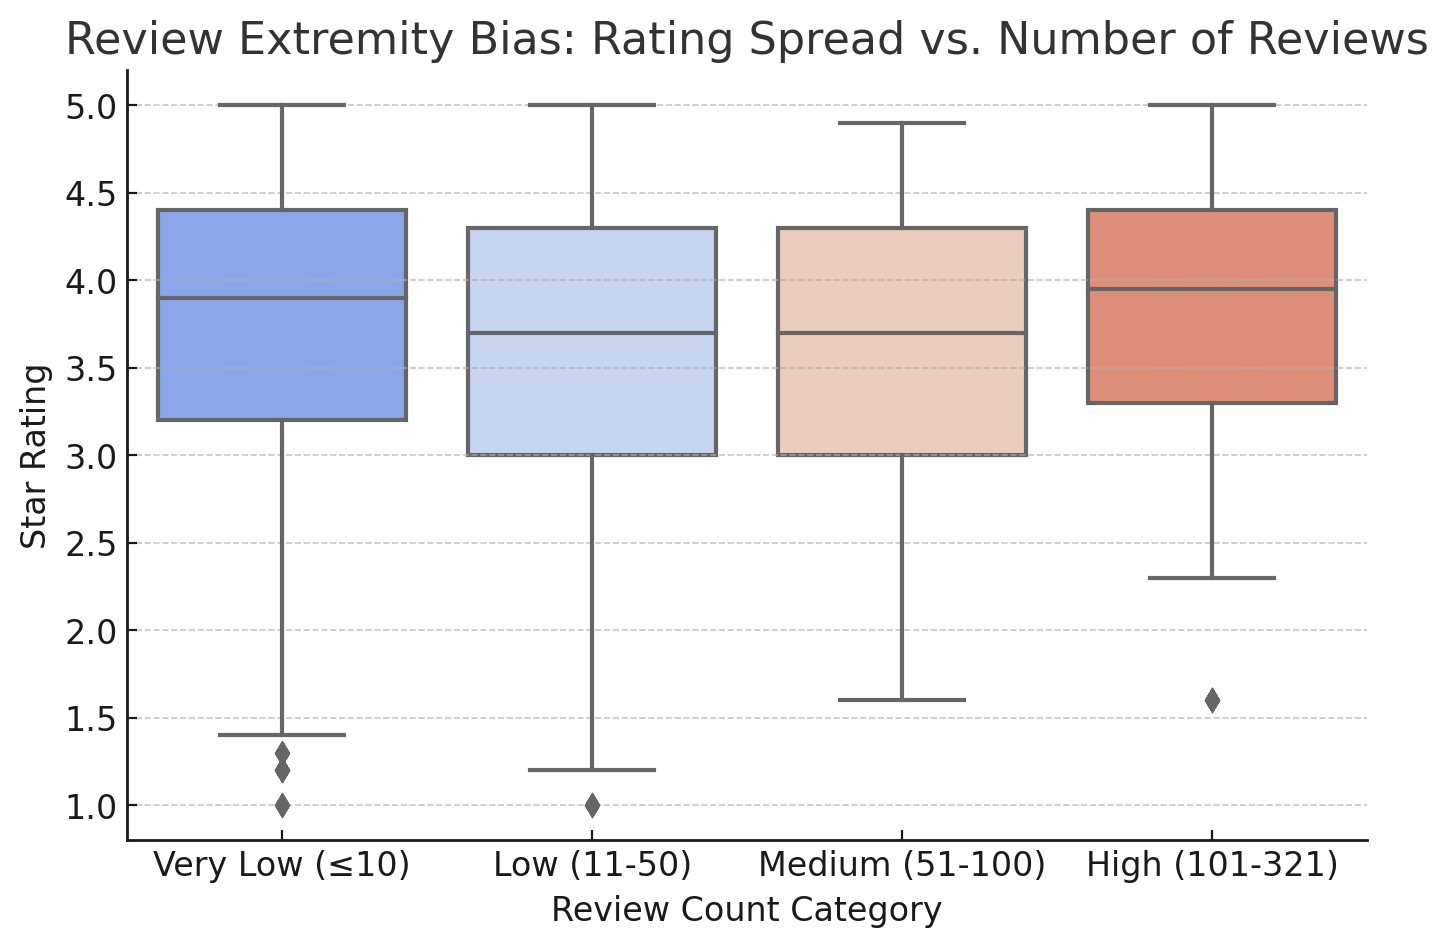 Review Extremity Bias: Rating Spread vs. Number of Reviews
5.0
4.5
4.0
3.5
3.0
2.5
2.0
1.5
1.0
Star Rating
Very Low (≤10)
Low (11-50)
Medium (51-100)
High (101-321)
Review Count Category